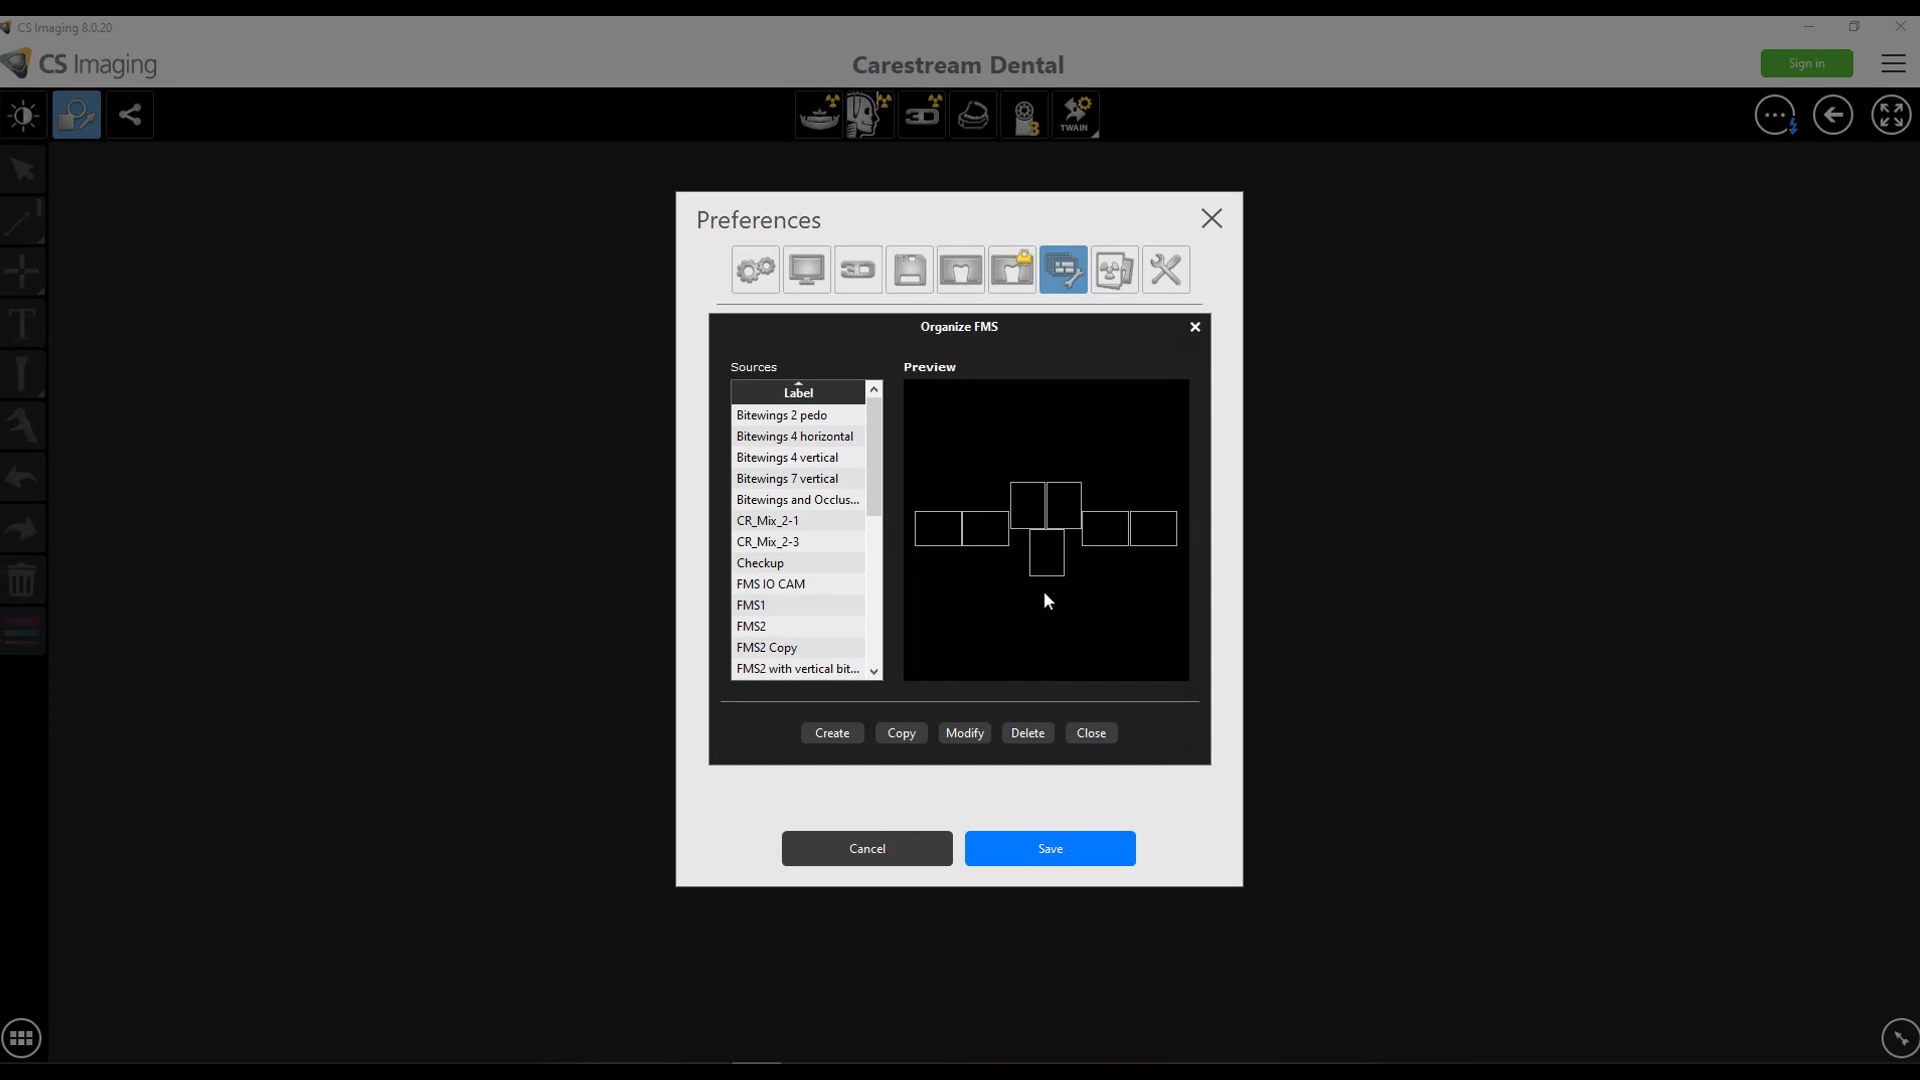 CS Imaging 8.0.20
CS Imaging
Carestream Dental
Sign in
3D
TWAIN
Preferences
3D
Organize FMS
Sources
Preview
Label
Bitewings 2 pedo
Bitewings 4 horizontal
Bitewings 4 vertical
Bitewings 7 vertical
Bitewings and Occlus...
CR_Mix_2-1
CR_Mix_2-3
Checkup
FMS IO CAM
FMS1
FMS2
FMS2 Copy
FMS2 with vertical bit...
Create
Copy
Modify
Delete
Close
Cancel
Save
T